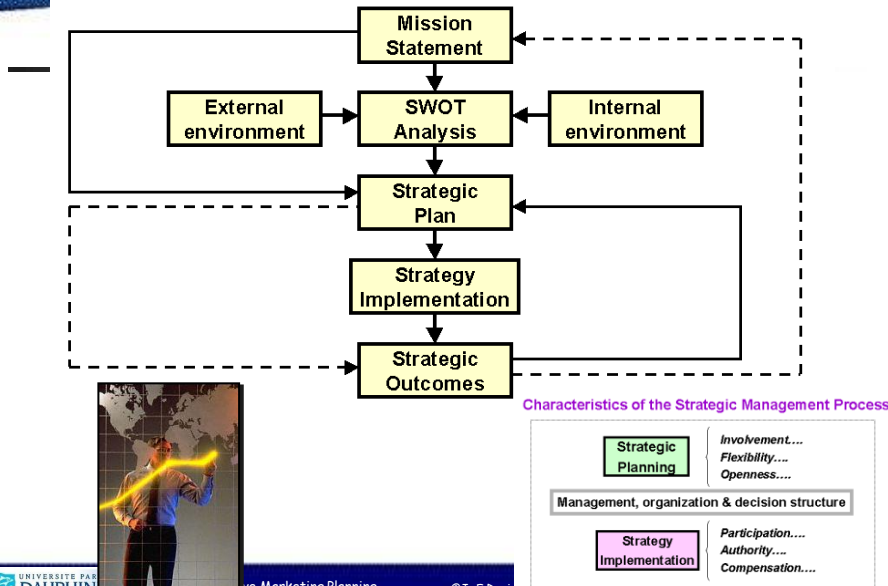 Mission
Statement
External
environment
SWOT
Analysis
Internal
environment
Strategic
Plan
Strategy
Implementation
Strategic
Outcomes
Characteristics of the Strategic Management Process
Strategic
Planning
Involvement....
Flexibility....
Openness....
Management, organization & decision structure
Strategy
Implementation
Participation....
Authority....
Compensation....
UNIVERSITE PAR
DAUPHIN
Marketing Planning